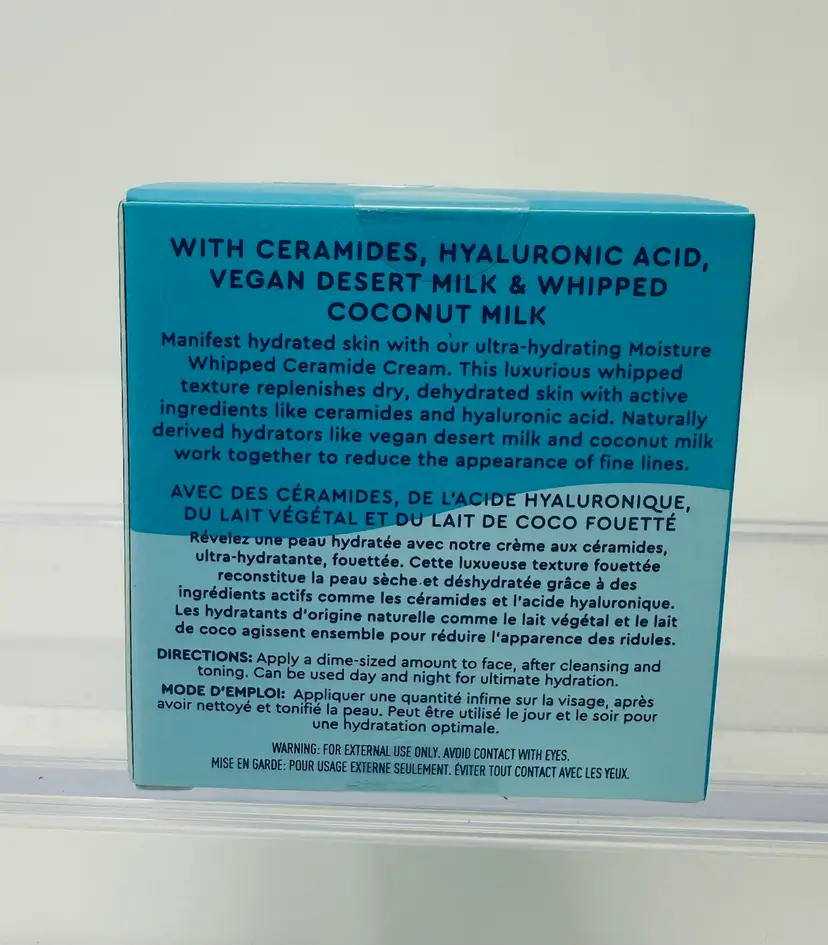 WITH CERAMIDES, HYALURONIC ACID,
VEGAN DESERT MILK & WHIPPED
COCONUT MILK
Manifest hydrated skin with our ultra-hydrating Moisture
Whipped Ceramide Cream. This luxurious whipped
texture replenishes dry, dehydrated skin with active
ingredients like ceramides and hyaluronic acid. Naturally
derived hydrators like vegan desert milk and coconut milk
work together to reduce the appearance of fine lines.
AVEC DES CÉRAMIDES, DE L'ACIDE HYALURONIQUE,
DU LAIT VÉGÉTAL ET DU LAIT DE COCO FOUETTÉ
Révelez une peau hydratée avec notre crème aux céramides,
ultra-hydratante, fouettée. Cette luxueuse texture fouettée
reconstitue la peau sèche et déshydratée grâce à des
ingrédients actifs comme les céramides et l'acide hyaluronique.
Les hydratants d'origine naturelle comme le lait végétal et le lait
de coco agissent ensemble pour réduire l'apparence des ridules.
DIRECTIONS: Apply a dime-sized amount to face, after cleansing and
toning. Can be used day and night for ultimate hydration.
MODE D'EMPLOI: Appliquer une quantité infime sur la visage, après
avoir nettoyé et tonifié la peau. Peut être utilisé le jour et le soir pour
une hydratation optimale.
WARNING: FOR EXTERNAL USE ONLY. AVOID CONTACT WITH EYES.
MISE EN GARDE: POUR USAGE EXTERNE SEULEMENT. ÉVITER TOUT CONTACT AVEC LES YEUX.